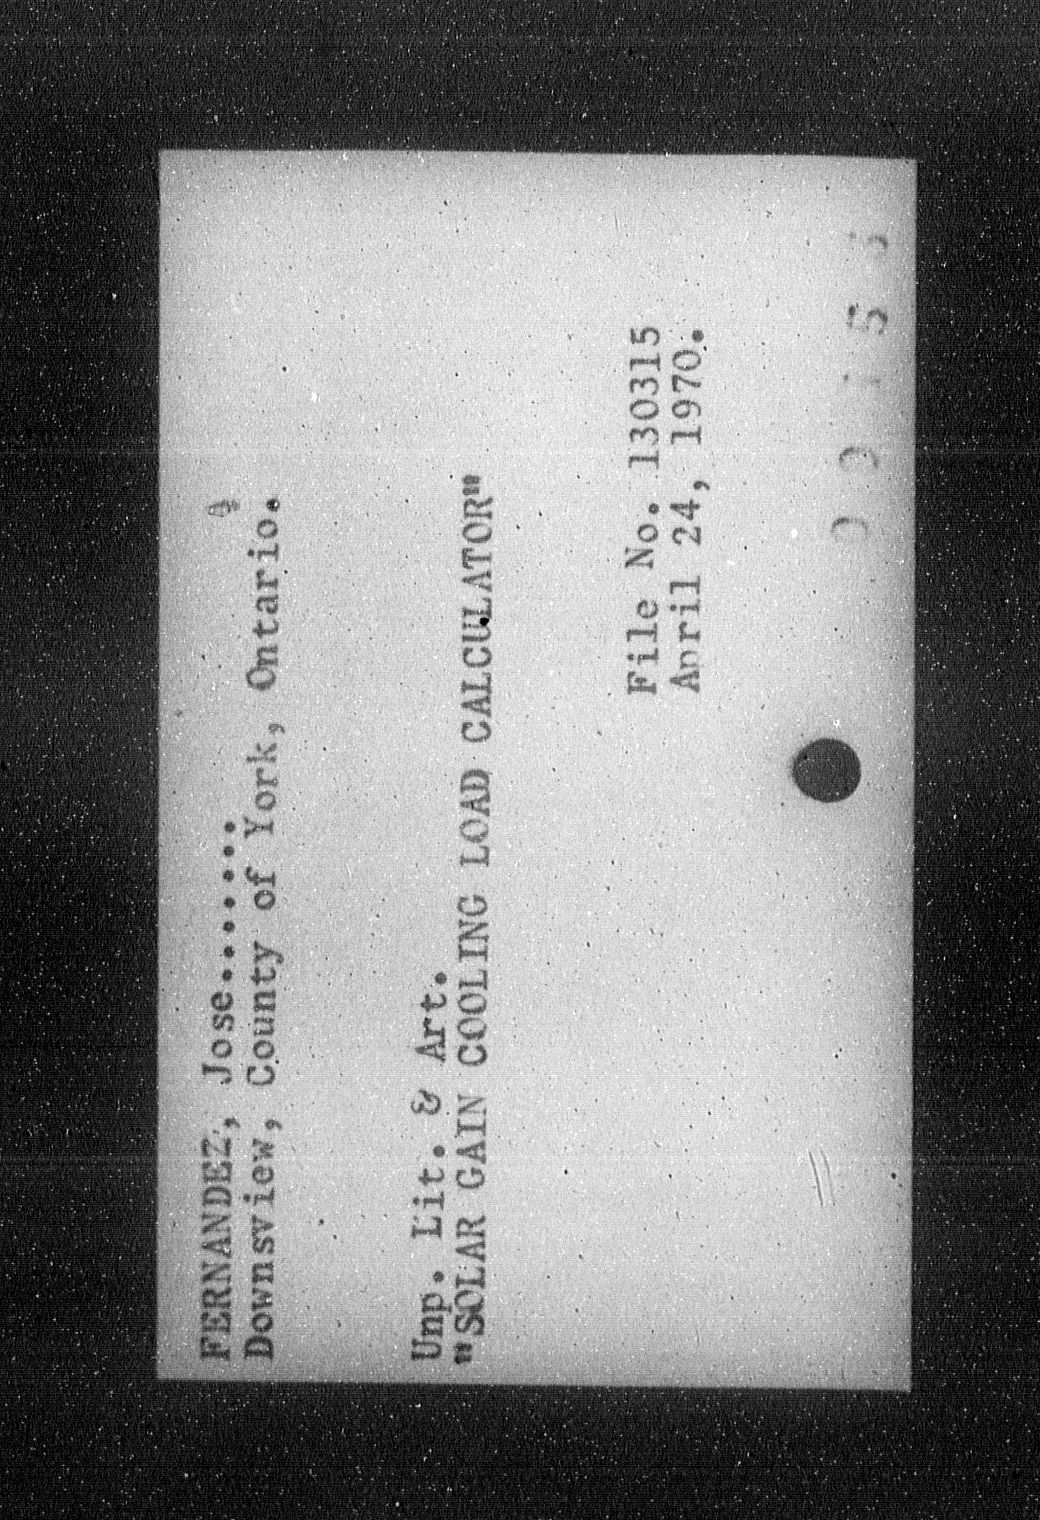 FERNANDEZ, Jose........
Downsview, County of York, Ontario.
Unp. Lit. & Art.
"SOLAR GAIN COOLING LOAD CALCULATOR"
File No. 130315
April 24, 1970.